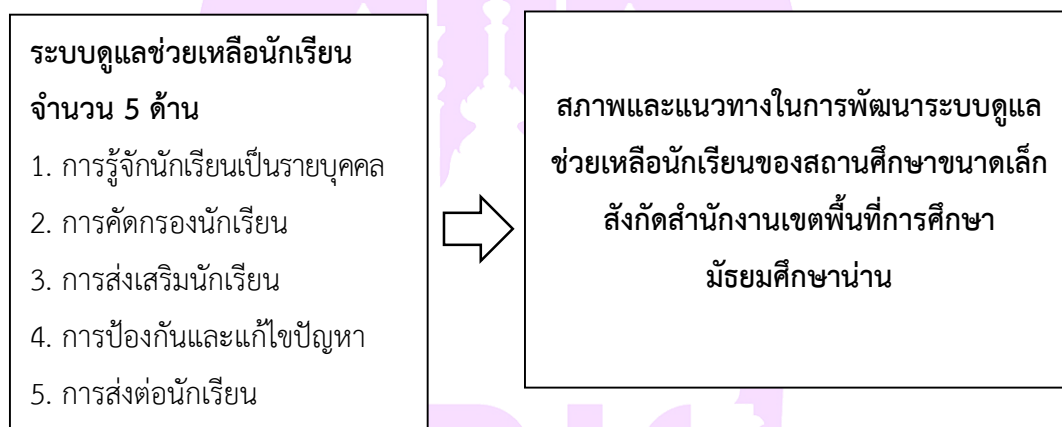 ระบบดูแลช่วยเหลือนักเรียน
จำนวน 5 ด้าน
1. การรู้จักนักเรียนเป็นรายบุคคล
2. การคัดกรองนักเรียน
3. การส่งเสริมนักเรียน
4. การป้องกันและแก้ไขปัญหา
5. การส่งต่อนักเรียน
สภาพและแนวทางในการพัฒนาระบบดูแล
ช่วยเหลือนักเรียนของสถานศึกษาขนาดเล็ก
สังกัดสำนักงานเขตพื้นที่การศึกษา
มัธยมศึกษาน่าน